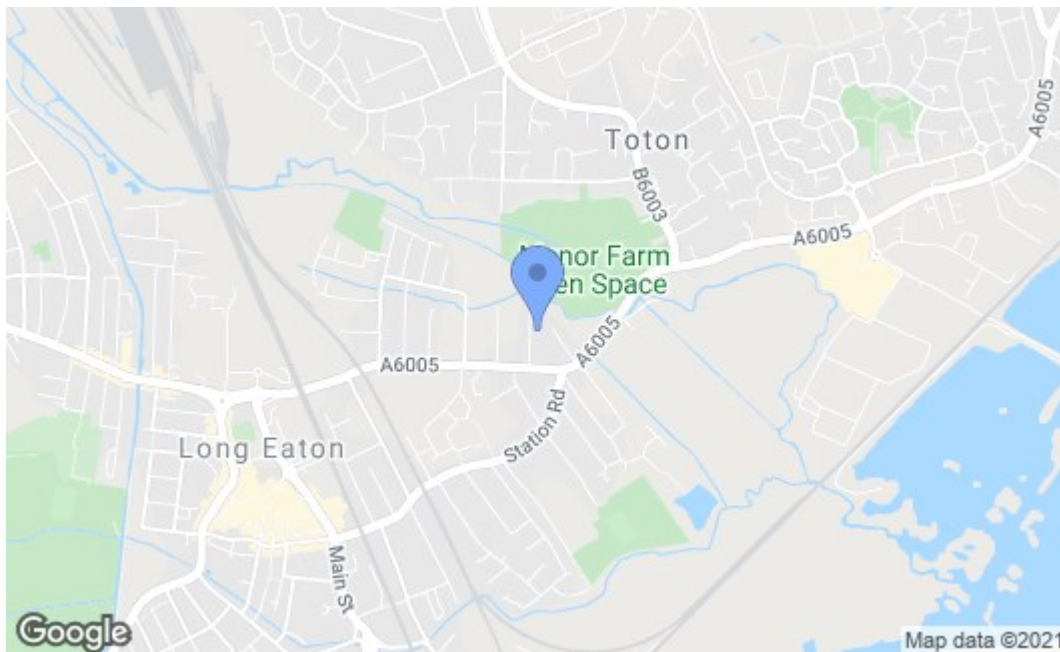 A6005
Toton
B6003
A6005
nor Farm
en Space
A6005
A6005
Station Rd
Long Eaton
Main St
Google
Map data ©2021